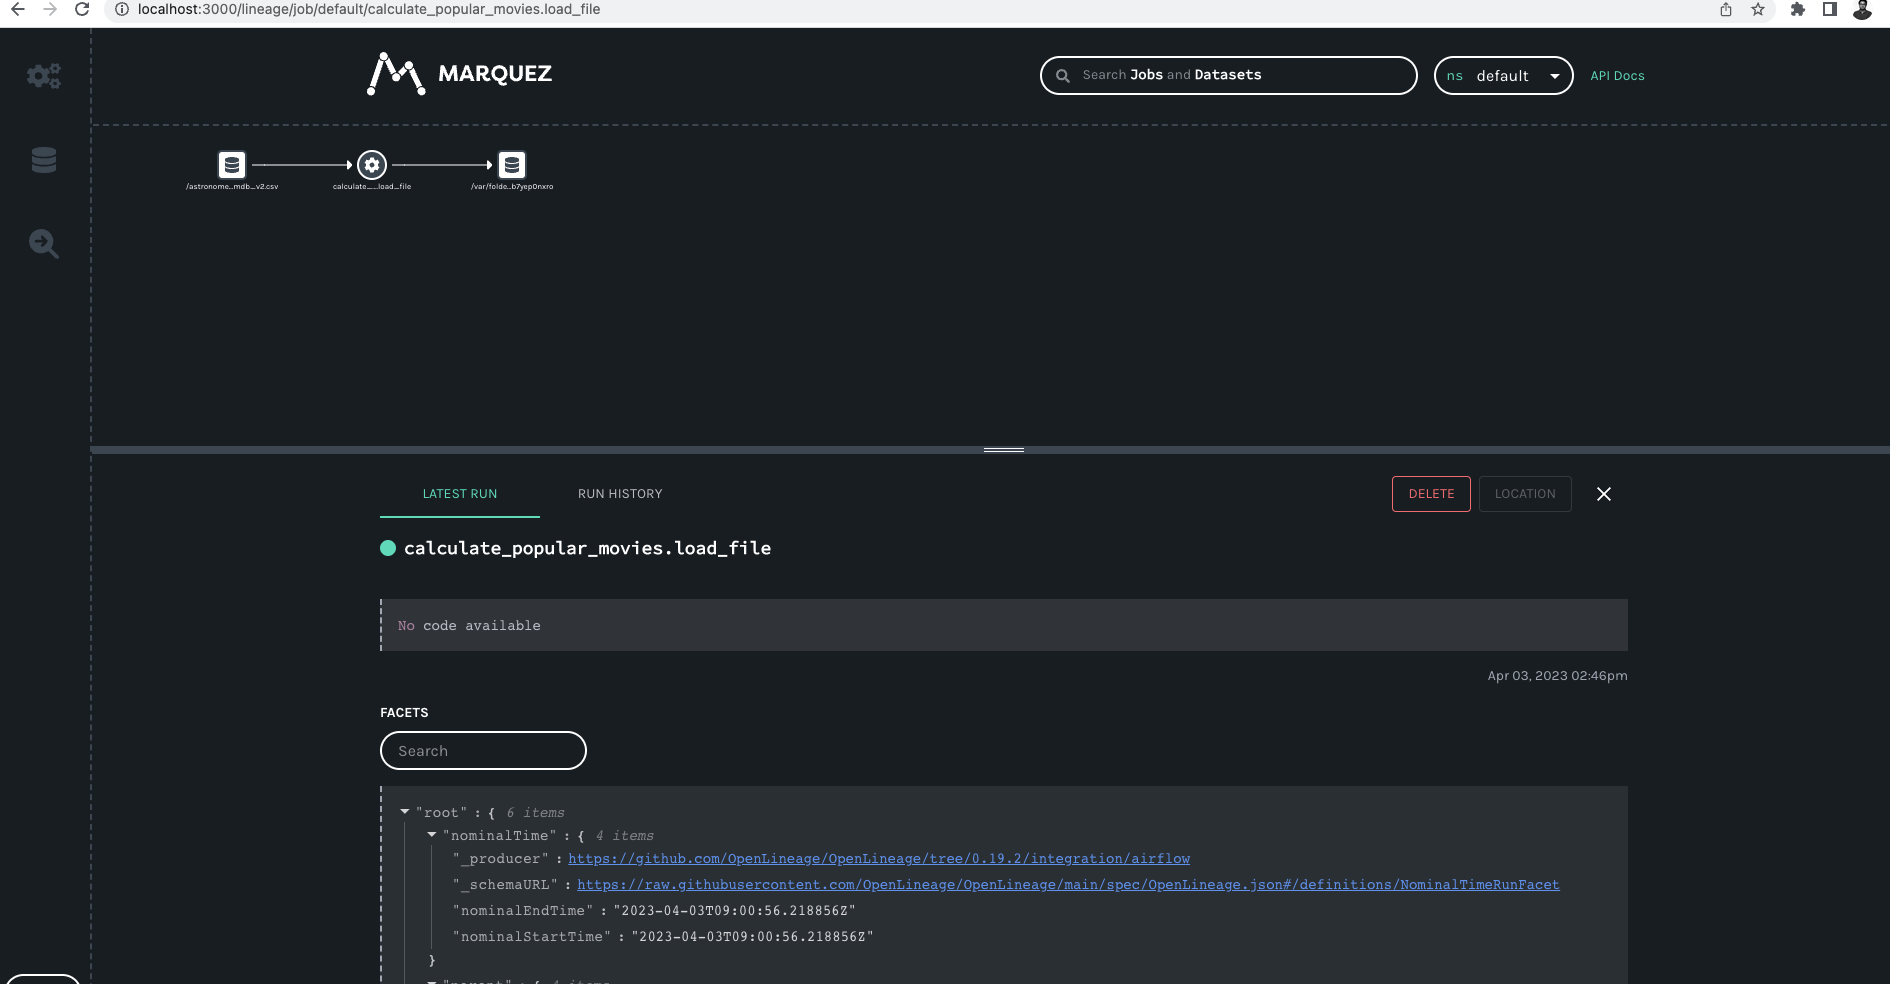 localhost:3000/lineage/job/default/calculate_popular_movies.load_file
MARQUEZ
Search Jobs and Datasets
ns default
API Docs
/astronome...mdb_v2.csv
calculate_...load_file
/var/folde...b7yep0nxro
LATEST RUN
RUN HISTORY
DELETE
LOCATION
calculate_popular_movies.load_file
No code available
Apr 03, 2023 02:46pm
FACETS
Search
"root" : { 6 items
"nominalTime" : { 4 items
"_producer" : https://github.com/OpenLineage/OpenLineage/tree/0.19.2/integration/airflow
"_schemaURL" : https://raw.githubusercontent.com/OpenLineage/OpenLineage/main/spec/OpenLineage.json#/definitions/NominalTimeRunFacet
"nominalEndTime" : "2023-04-03T09:00:56.218856Z"
"nominalStartTime" : "2023-04-03T09:00:56.218856Z"
}